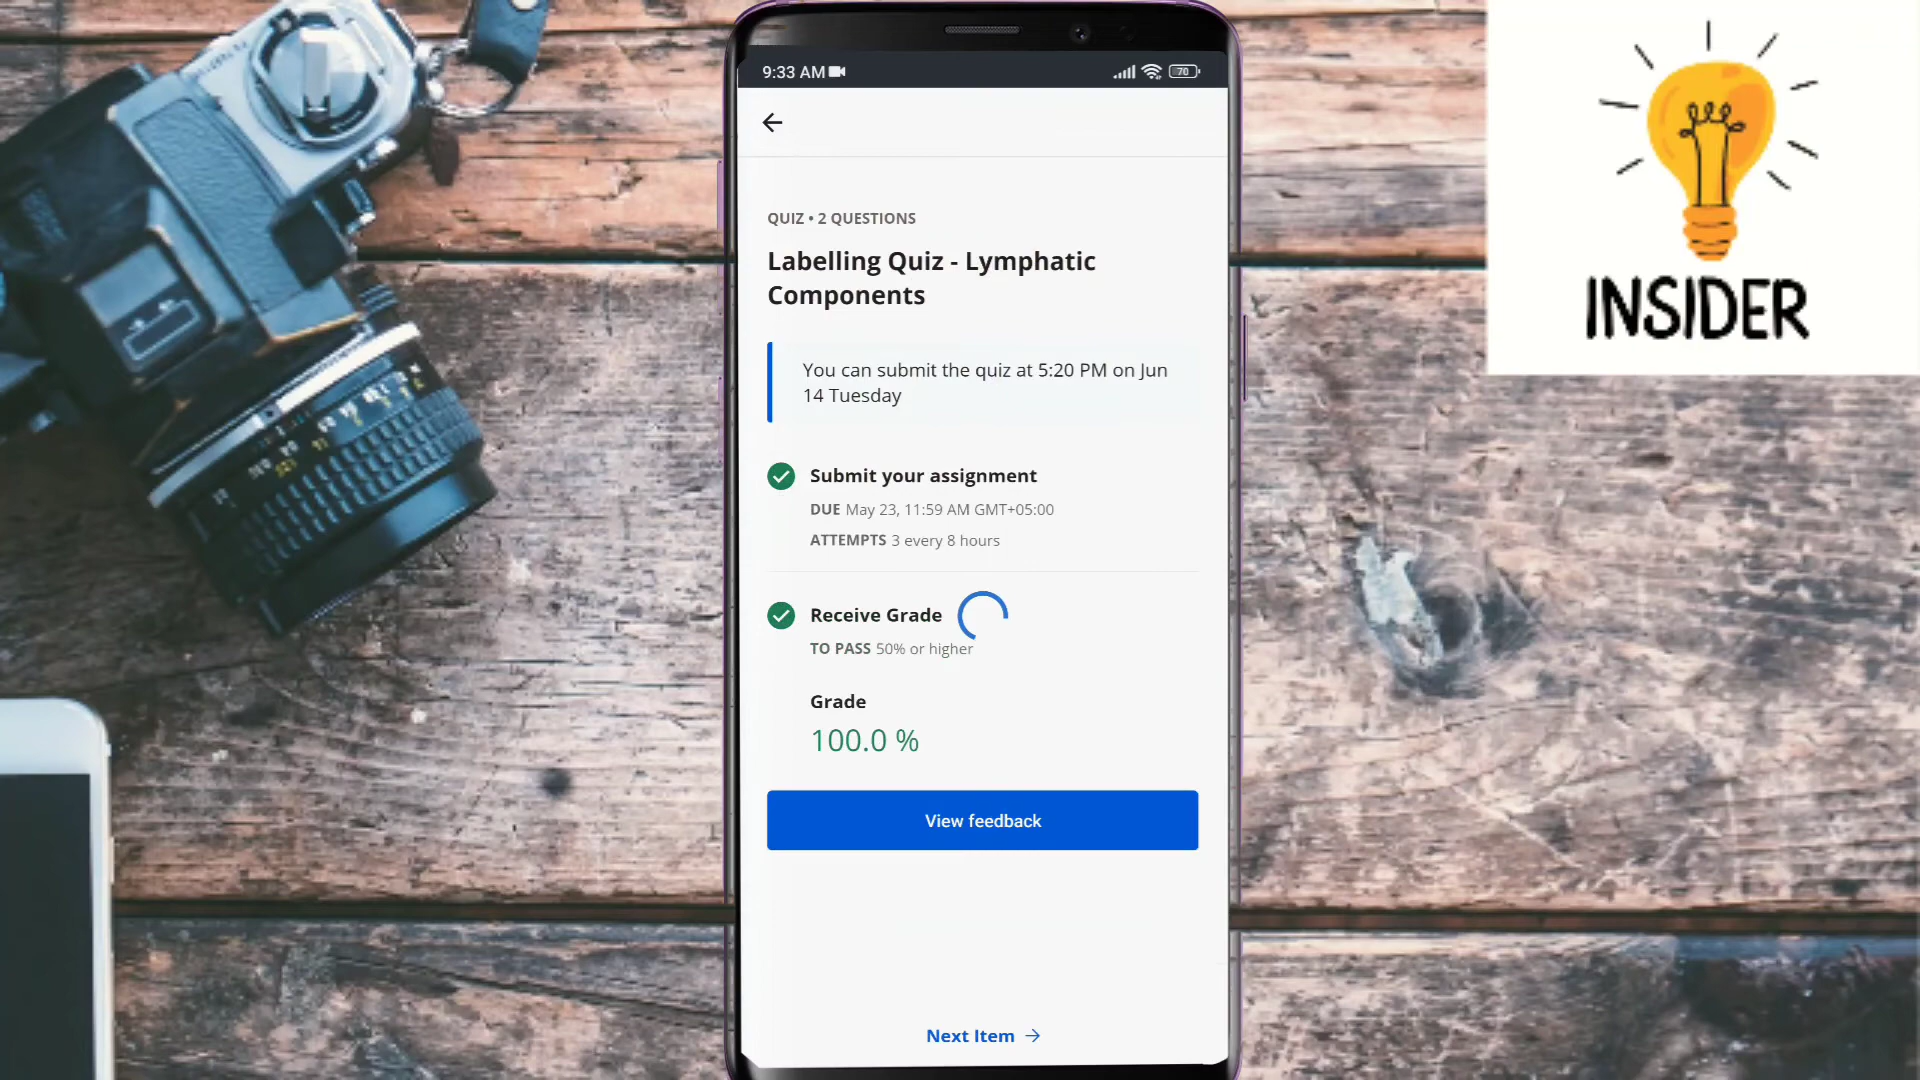 9:33 AM
70
QUIZ • 2 QUESTIONS
Labelling Quiz - Lymphatic
Components
You can submit the quiz at 5:20 PM on Jun
14 Tuesday
Submit your assignment
DUE May 23, 11:59 AM GMT+05:00
ATTEMPTS 3 every 8 hours
Receive Grade
TO PASS 50% or higher
Grade
100.0 %
View feedback
Next Item →
INSIDER